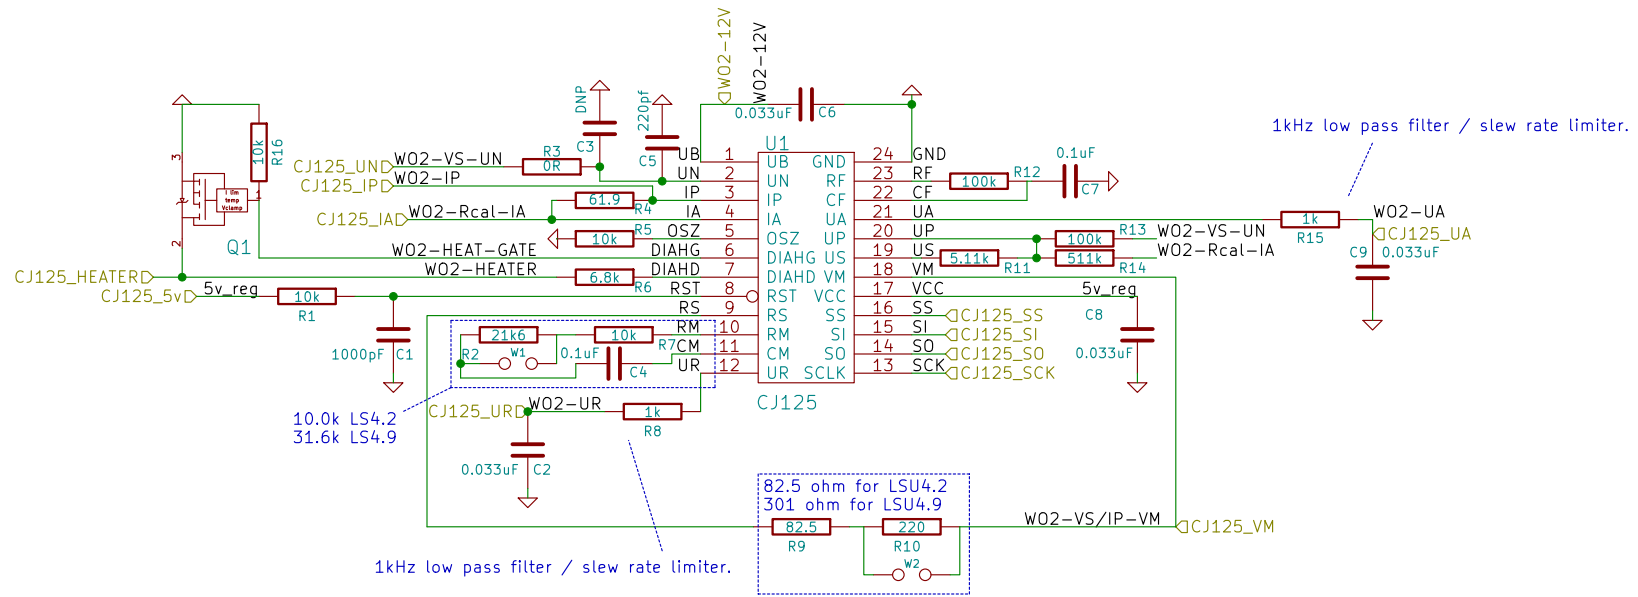 WO2-12V
WO2-12V
DNP
220pf
C3
C5
0.033uF
C6
1kHz low pass filter / slew rate limiter.
3
10k
R16
1
I lim
temp
Vclamp
2
Q1
CJ125_UN
WO2-VS-UN
R3
0R
CJ125_IP
WO2-IP
CJ125_IA
WO2-Rcal-IA
61.9
R4
R5
10k
WO2-HEAT-GATE
CJ125_HEATER
WO2-HEATER
6.8k
R6
CJ125_5v
5v_reg
10k
R1
1000pF
C1
U1
UB 1 UB
UN 2 UN
IP 3 IP
IA 4 IA
OSZ 5 OSZ
DIAHG 6 DIAHG
DIAHD 7 DIAHD
RST 8 RST
RS 9 RS
RM 10 RM
CM 11 CM
UR 12 UR
GND 24 GND
RF 23 RF
CF 22 CF
UA 21 UA
UP 20 UP
US 19 US
VM 18 VM
VCC 17 VCC
SS 16 SS
SI 15 SI
SO 14 SO
SCLK 13 SCK
CJ125
100k
R12
0.1uF
C7
1k
R15
WO2-UA
CJ125_UA
C9
0.033uF
100k
R13
WO2-VS-UN
5.11k
R11
511k
R14
WO2-Rcal-IA
5v_reg
C8
0.033uF
CJ125_SS
CJ125_SI
CJ125_SO
CJ125_SCK
21k6
R2
W1
10k
R7
0.1uF
C4
10.0k LS4.2
31.6k LS4.9
CJ125_UR
WO2-UR
1k
R8
0.033uF
C2
1kHz low pass filter / slew rate limiter.
82.5 ohm for LSU4.2
301 ohm for LSU4.9
82.5
R9
220
R10
W2
WO2-VS/IP-VM
CJ125_VM